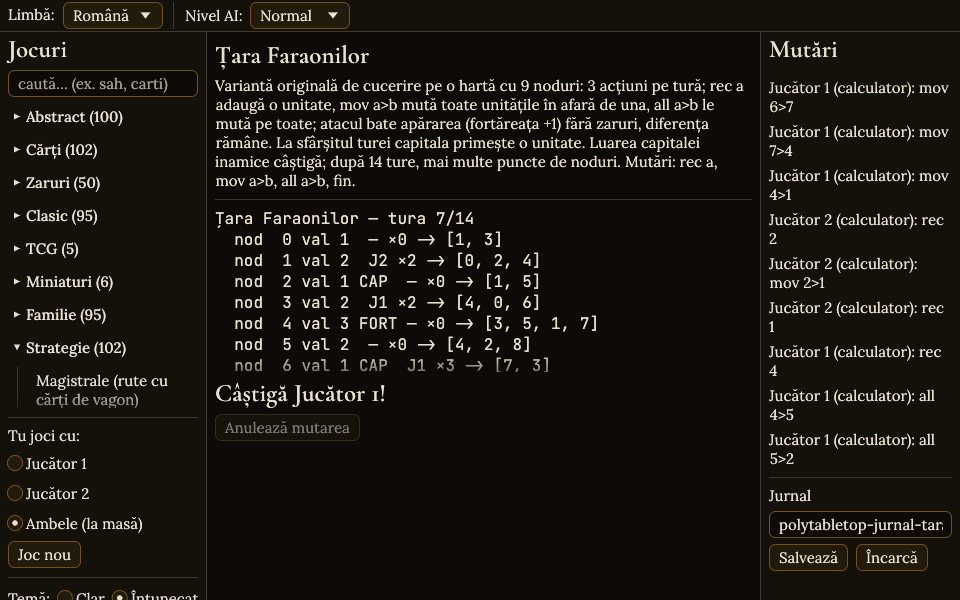 Limbă: Română ▼ Nivel AI: Normal ▼
Jocuri
caută... (ex. sah, carti)
▸ Abstract (100)
▸ Cărți (102)
▸ Zaruri (50)
▸ Clasic (95)
▸ TCG (5)
▸ Miniaturi (6)
▸ Familie (95)
▾ Strategie (102)
Magistrale (rute cu
cărți de vagon)
Tu joci cu:
Jucător 1
Jucător 2
Ambele (la masă)
Joc nou
Temă: Clar Întunecat
Țara Faraonilor
Variantă originală de cucerire pe o hartă cu 9 noduri: 3 acțiuni pe tură; rec a
adaugă o unitate, mov a>b mută toate unitățile în afară de una, all a>b le
mută pe toate; atacul bate apărarea (fortăreața +1) fără zaruri, diferența
rămâne. La sfârșitul turei capitala primește o unitate. Luarea capitalei
inamice câștigă; după 14 ture, mai multe puncte de noduri. Mutări: rec a,
mov a>b, all a>b, fin.
Țara Faraonilor — tura 7/14
nod 0 val 1 — ×0 -> [1, 3]
nod 1 val 2 J2 ×2 -> [0, 2, 4]
nod 2 val 1 CAP — ×0 -> [1, 5]
nod 3 val 2 J1 ×2 -> [4, 0, 6]
nod 4 val 3 FORT — ×0 -> [3, 5, 1, 7]
nod 5 val 2 — ×0 -> [4, 2, 8]
nod 6 val 1 CAP J1 ×3 -> [7, 3]
Câștigă Jucător 1!
Anulează mutarea
Mutări
Jucător 1 (calculator): mov
6>7
Jucător 1 (calculator): mov
7>4
Jucător 1 (calculator): mov
4>1
Jucător 2 (calculator): rec
2
Jucător 2 (calculator):
mov 2>1
Jucător 2 (calculator): rec
1
Jucător 1 (calculator): rec
4
Jucător 1 (calculator): all
4>5
Jucător 1 (calculator): all
5>2
Jurnal
polytabletop-jurnal-tar
Salvează Încarcă